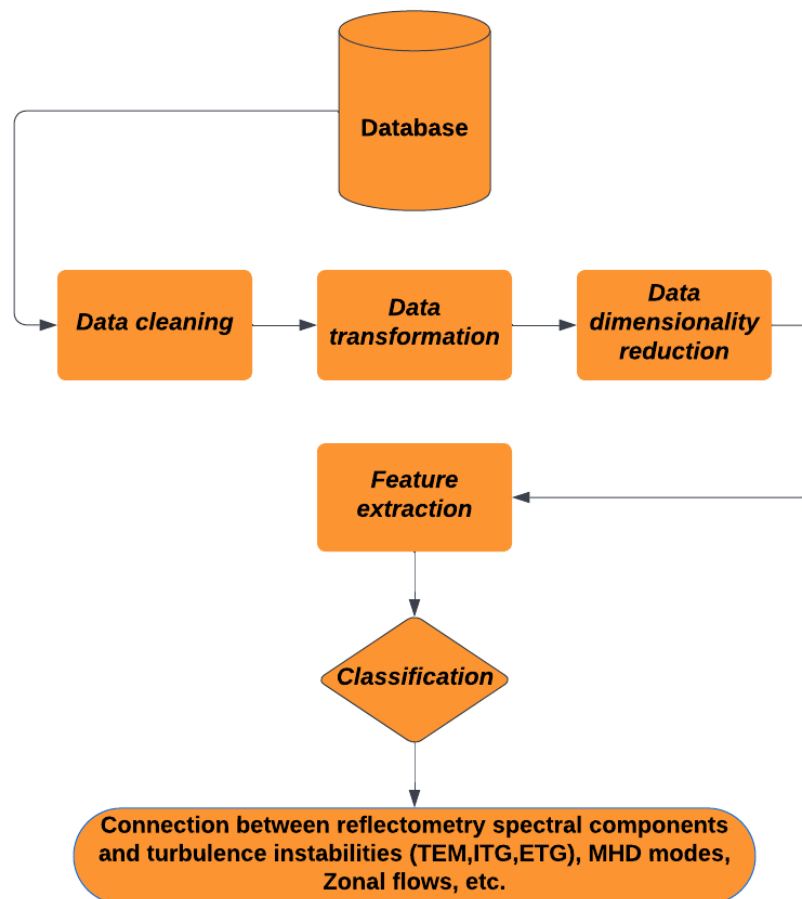 Database
Data cleaning
Data
transformation
Data
dimensionality
reduction
Feature
extraction
Classification
Connection between reflectometry spectral components
and turbulence instabilities (TEM,ITG,ETG), MHD modes,
Zonal flows, etc.